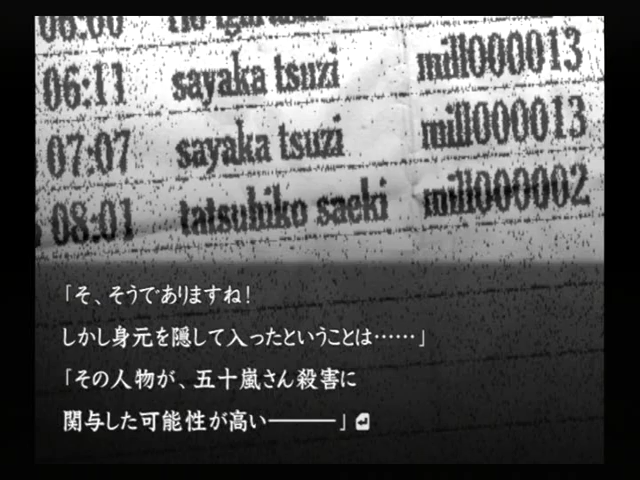 06:00
06:11 sayaka tsuzi mill000013
07:07 sayaka tsuzi mill000013
08:01 tatsuhiko saeki mill000002
「そ、そうでありますね！
しかし身元を隠して入ったということは……」
「その人物が、五十嵐さん殺害に
関与した可能性が高い―――」